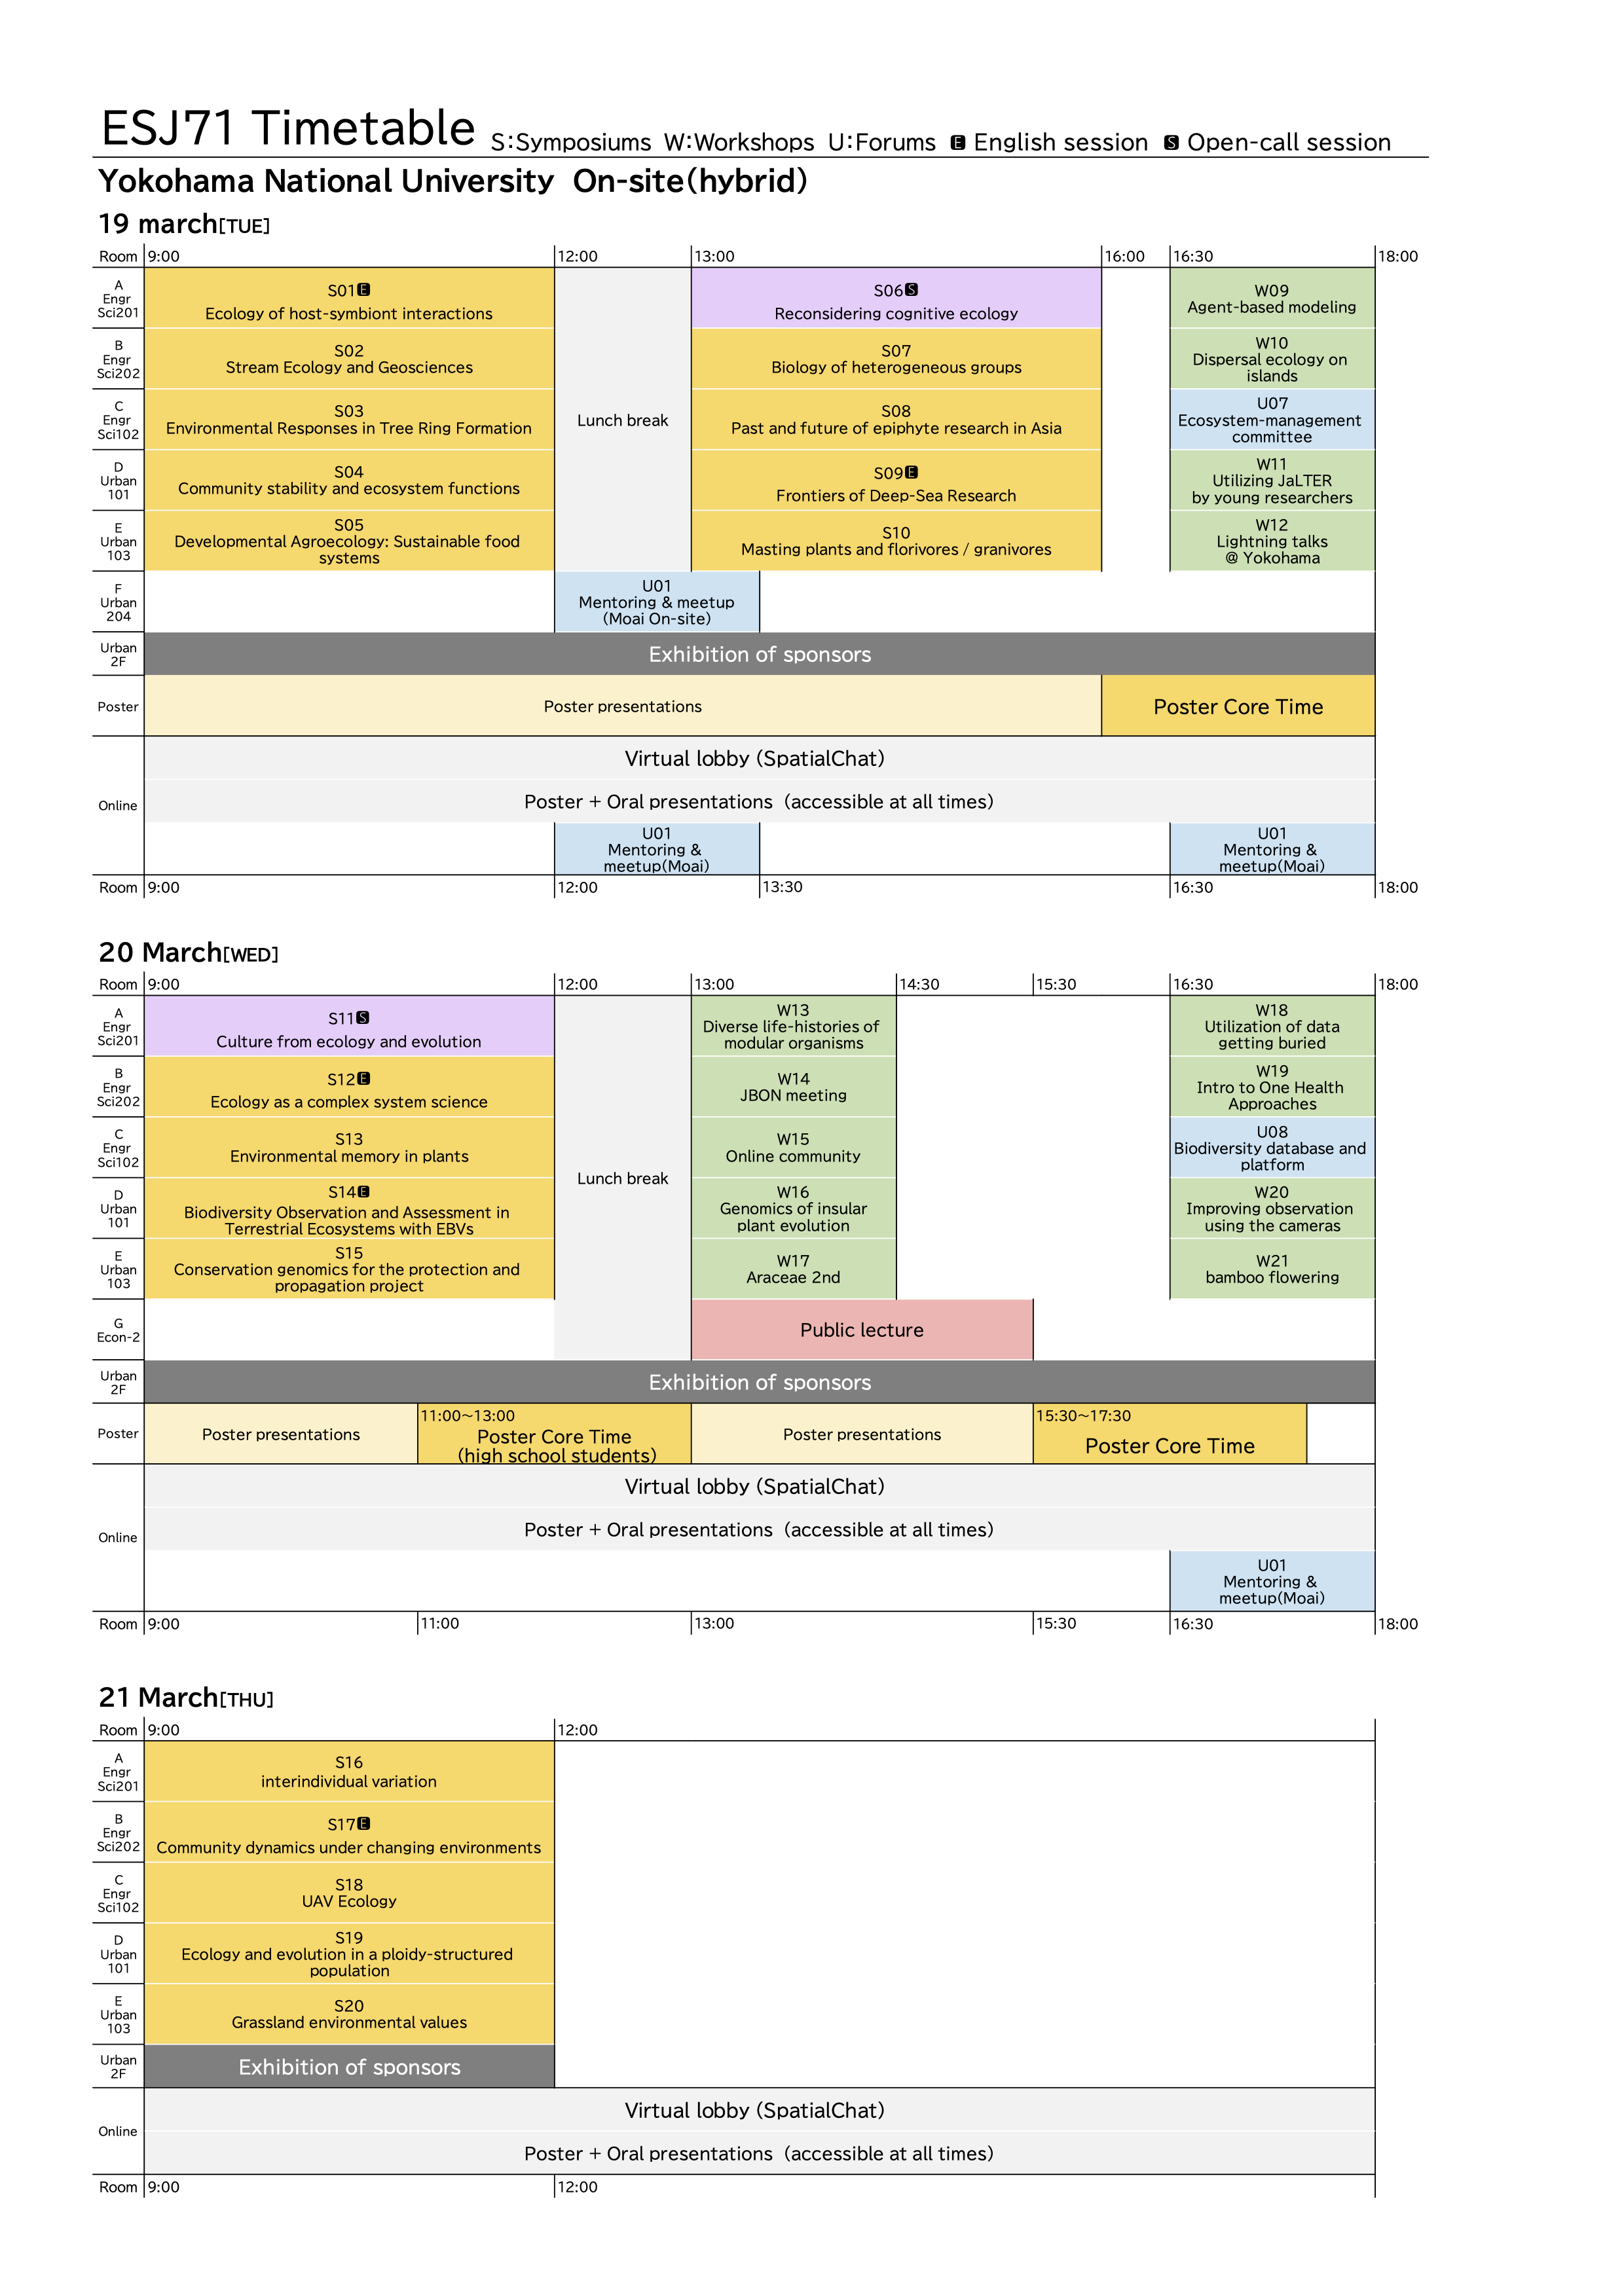 ESJ71 Timetable S:Symposiums W:Workshops U:Forums E English session S Open-call session
Yokohama National University On-site(hybrid)
19 march[TUE]
Room 9:00 12:00 13:00 16:00 16:30 18:00
A
Engr
Sci201
S01E
Ecology of host-symbiont interactions
S06S
Reconsidering cognitive ecology
W09
Agent-based modeling
B
Engr
Sci202
S02
Stream Ecology and Geosciences
S07
Biology of heterogeneous groups
W10
Dispersal ecology on
islands
C
Engr
Sci102
S03
Environmental Responses in Tree Ring Formation
Lunch break
S08
Past and future of epiphyte research in Asia
U07
Ecosystem-management
committee
D
Urban
101
S04
Community stability and ecosystem functions
S09E
Frontiers of Deep-Sea Research
W11
Utilizing JaLTER
by young researchers
E
Urban
103
S05
Developmental Agroecology: Sustainable food
systems
S10
Masting plants and florivores / granivores
W12
Lightning talks
@ Yokohama
F
Urban
204
U01
Mentoring & meetup
(Moai On-site)
Urban
2F
Exhibition of sponsors
Poster
Poster presentations
Poster Core Time
Online
Virtual lobby (SpatialChat)
Poster + Oral presentations (accessible at all times)
U01
Mentoring &
meetup(Moai)
U01
Mentoring &
meetup(Moai)
Room 9:00 12:00 13:30 16:30 18:00
20 March[WED]
Room 9:00 12:00 13:00 14:30 15:30 16:30 18:00
A
Engr
Sci201
S11S
Culture from ecology and evolution
W13
Diverse life-histories of
modular organisms
W18
Utilization of data
getting buried
B
Engr
Sci202
S12E
Ecology as a complex system science
W14
JBON meeting
W19
Intro to One Health
Approaches
C
Engr
Sci102
S13
Environmental memory in plants
Lunch break
W15
Online community
U08
Biodiversity database and
platform
D
Urban
101
S14E
Biodiversity Observation and Assessment in
Terrestrial Ecosystems with EBVs
W16
Genomics of insular
plant evolution
W20
Improving observation
using the cameras
E
Urban
103
S15
Conservation genomics for the protection and
propagation project
W17
Araceae 2nd
W21
bamboo flowering
G
Econ-2
Public lecture
Urban
2F
Exhibition of sponsors
Poster
Poster presentations
11:00~13:00
Poster Core Time
(high school students)
Poster presentations
15:30~17:30
Poster Core Time
Online
Virtual lobby (SpatialChat)
Poster + Oral presentations (accessible at all times)
U01
Mentoring &
meetup(Moai)
Room 9:00 11:00 13:00 15:30 16:30 18:00
21 March[THU]
Room 9:00 12:00
A
Engr
Sci201
S16
interindividual variation
B
Engr
Sci202
S17E
Community dynamics under changing environments
C
Engr
Sci102
S18
UAV Ecology
D
Urban
101
S19
Ecology and evolution in a ploidy-structured
population
E
Urban
103
S20
Grassland environmental values
Urban
2F
Exhibition of sponsors
Online
Virtual lobby (SpatialChat)
Poster + Oral presentations (accessible at all times)
Room 9:00 12:00